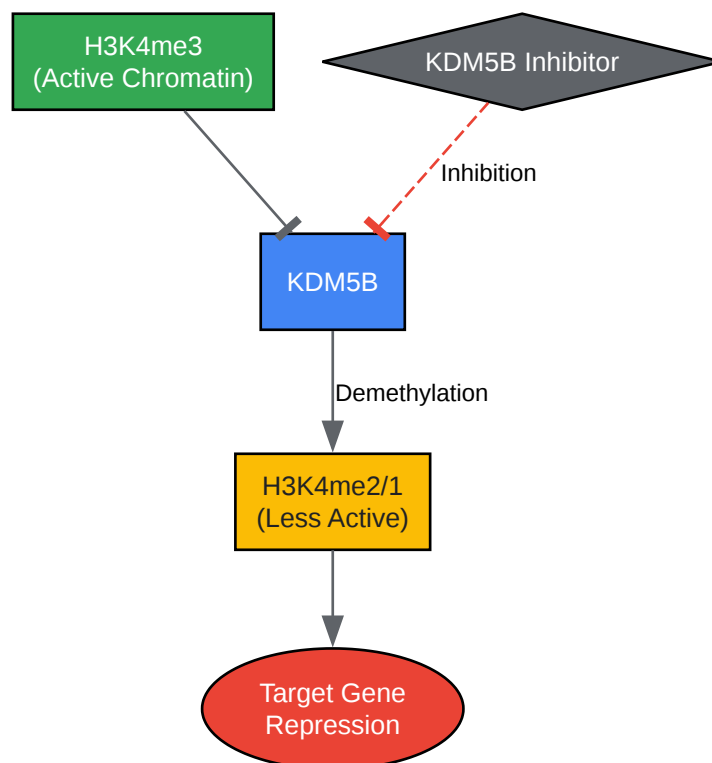 H3K4me3
(Active Chromatin)
KDM5B Inhibitor
Inhibition
KDM5B
Demethylation
H3K4me2/1
(Less Active)
Target Gene
Repression